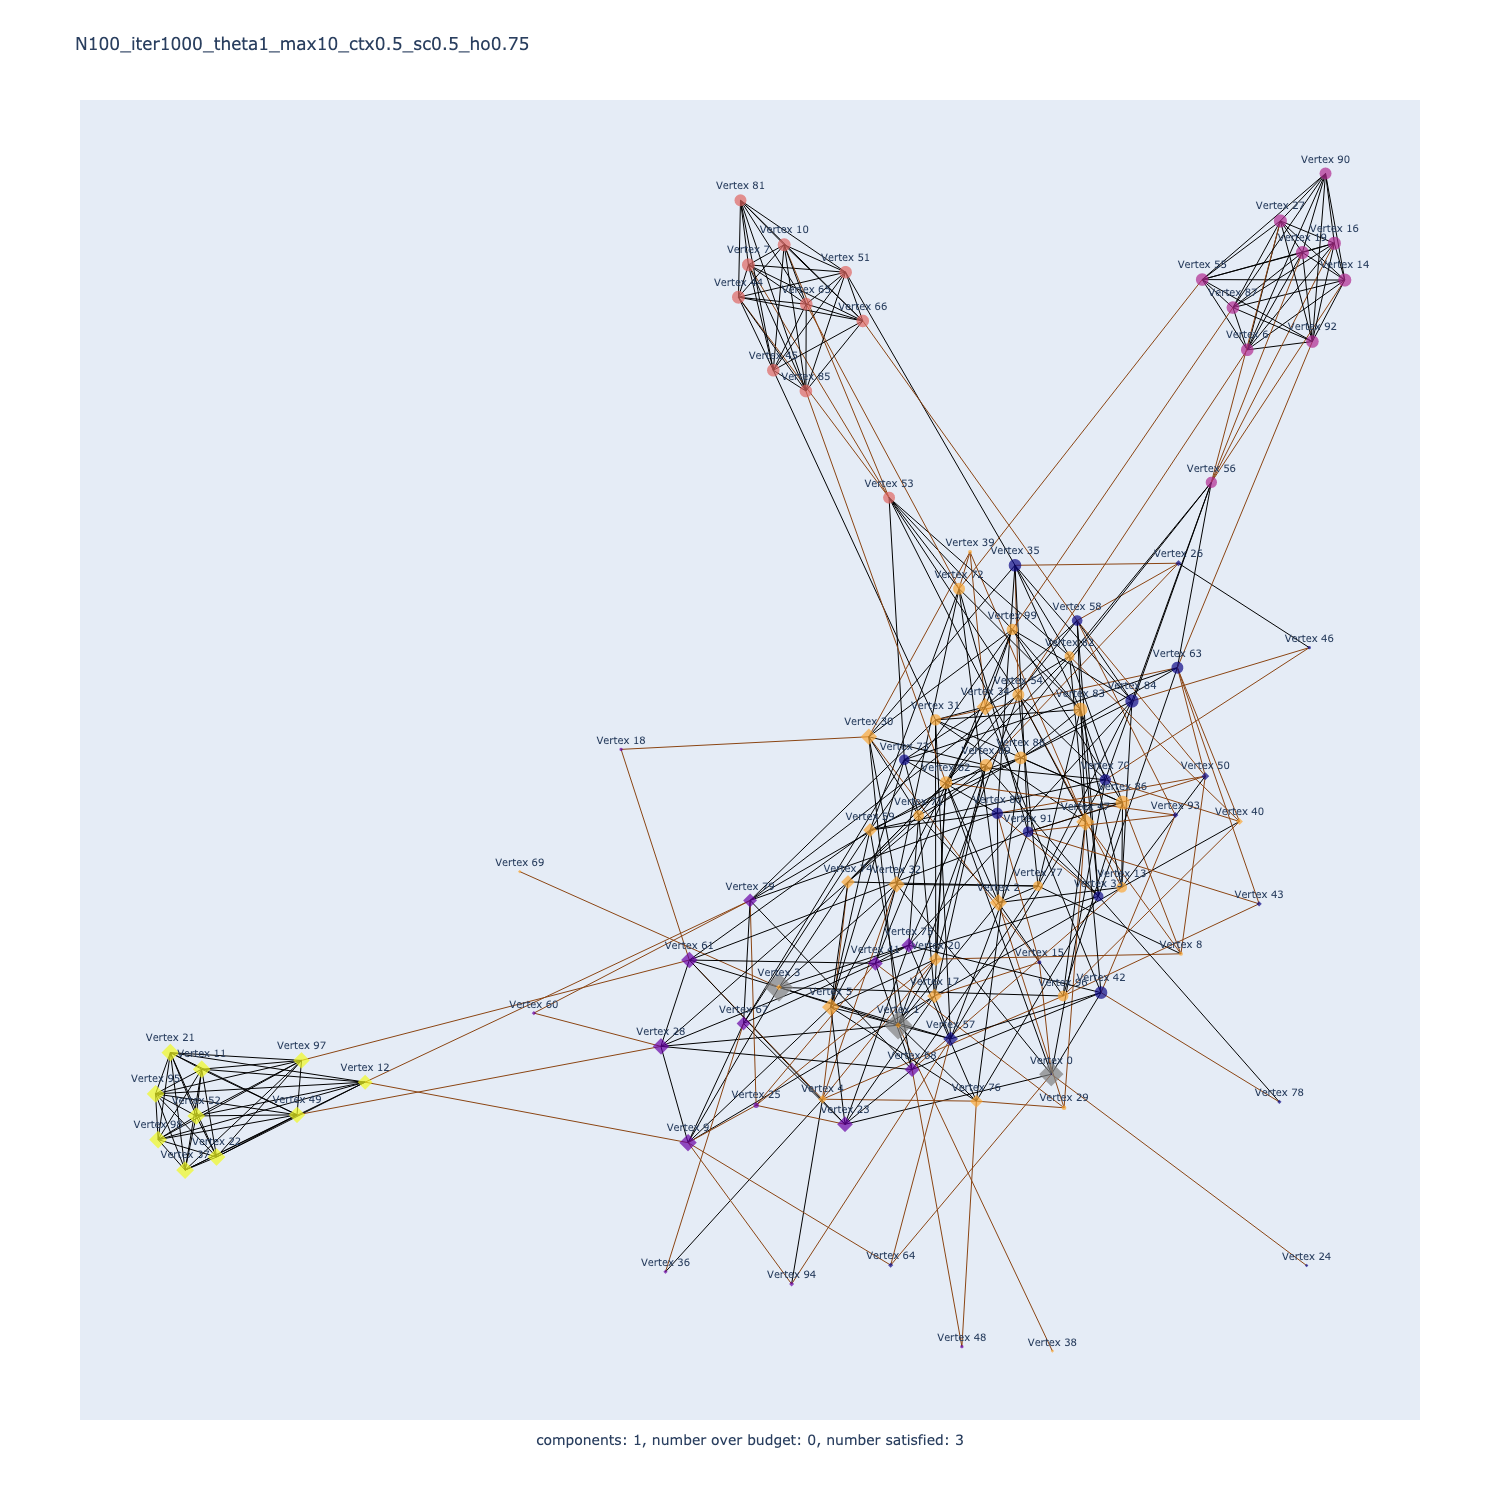 N100_iter1000_theta1_max10_ctx0.5_sc0.5_ho0.75
Vertex 90
Vertex 81
Vertex 27
Vertex 16
Vertex 10
Vertex 19
Vertex 7
Vertex 51
Vertex 55
Vertex 14
Vertex 44
Vertex 65
Vertex 87
Vertex 66
Vertex 92
Vertex 6
Vertex 45
Vertex 85
Vertex 56
Vertex 53
Vertex 39
Vertex 35
Vertex 26
Vertex 72
Vertex 58
Vertex 99
Vertex 46
Vertex 63
Vertex 54
Vertex 84
Vertex 83
Vertex 31
Vertex 30
Vertex 18
Vertex 70
Vertex 50
Vertex 86
Vertex 93
Vertex 40
Vertex 91
Vertex 59
Vertex 69
Vertex 32
Vertex 77
Vertex 13
Vertex 79
Vertex 2
Vertex 43
Vertex 20
Vertex 61
Vertex 8
Vertex 15
Vertex 3
Vertex 17
Vertex 42
Vertex 96
Vertex 5
Vertex 60
Vertex 1
Vertex 67
Vertex 57
Vertex 28
Vertex 21
Vertex 97
Vertex 11
Vertex 68
Vertex 0
Vertex 12
Vertex 95
Vertex 4
Vertex 76
Vertex 25
Vertex 78
Vertex 29
Vertex 52
Vertex 49
Vertex 23
Vertex 9
Vertex 98
Vertex 22
Vertex 37
Vertex 64
Vertex 24
Vertex 36
Vertex 94
Vertex 48
Vertex 38
components: 1, number over budget: 0, number satisfied: 3